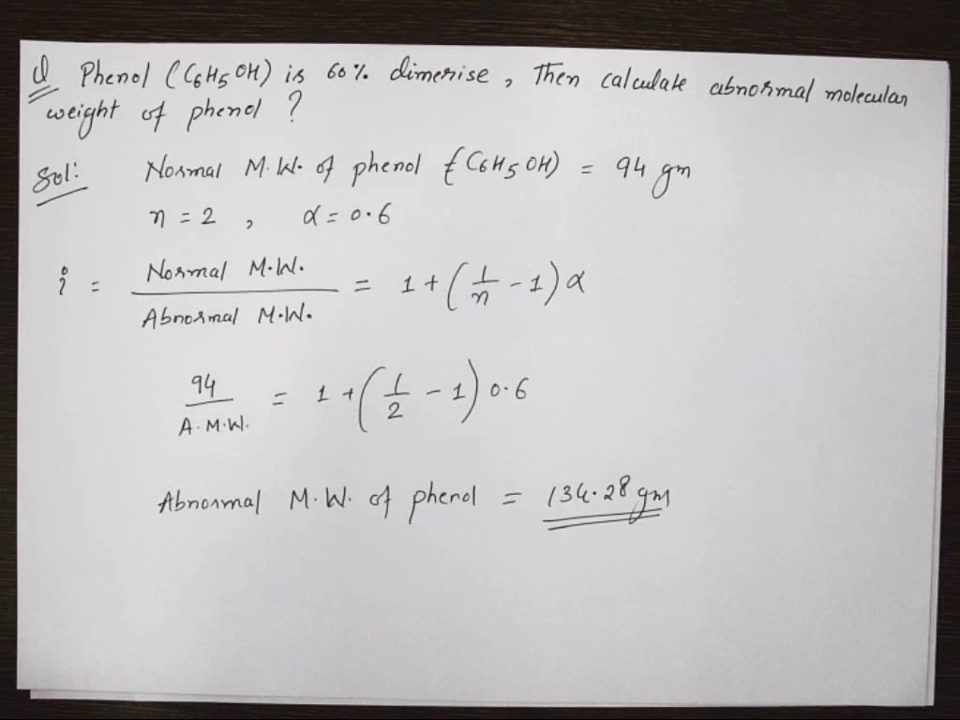 Q Phenol (C6H5OH) is 60% dimerise, Then calculate abnormal molecular
weight of phenol ?
Sol: Normal M.W. of phenol (C6H5OH) = 94 gm
n = 2 , α = 0.6
i = Normal M.W. / Abnormal M.W. = 1 + (1/n - 1) α
94 / A.M.W. = 1 + (1/2 - 1) 0.6
Abnormal M.W. of phenol = 134.28 gm